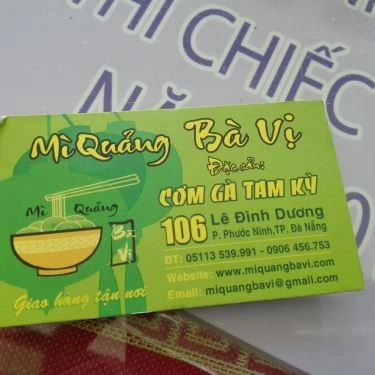 THI CHIẾC
Mì Quảng Bà Vị
Đặc sản:
CƠM GÀ TAM KỲ
106 Lê Đình Dương
P. Phước Ninh, TP. Đà Nẵng
ĐT: 05113 539.991 - 0906 456.753
Website: www.miquangbavi.com
Email: miquangbavi@gmail.com
Mì Quảng
Bà
Vị
Giao hàng tận nơi